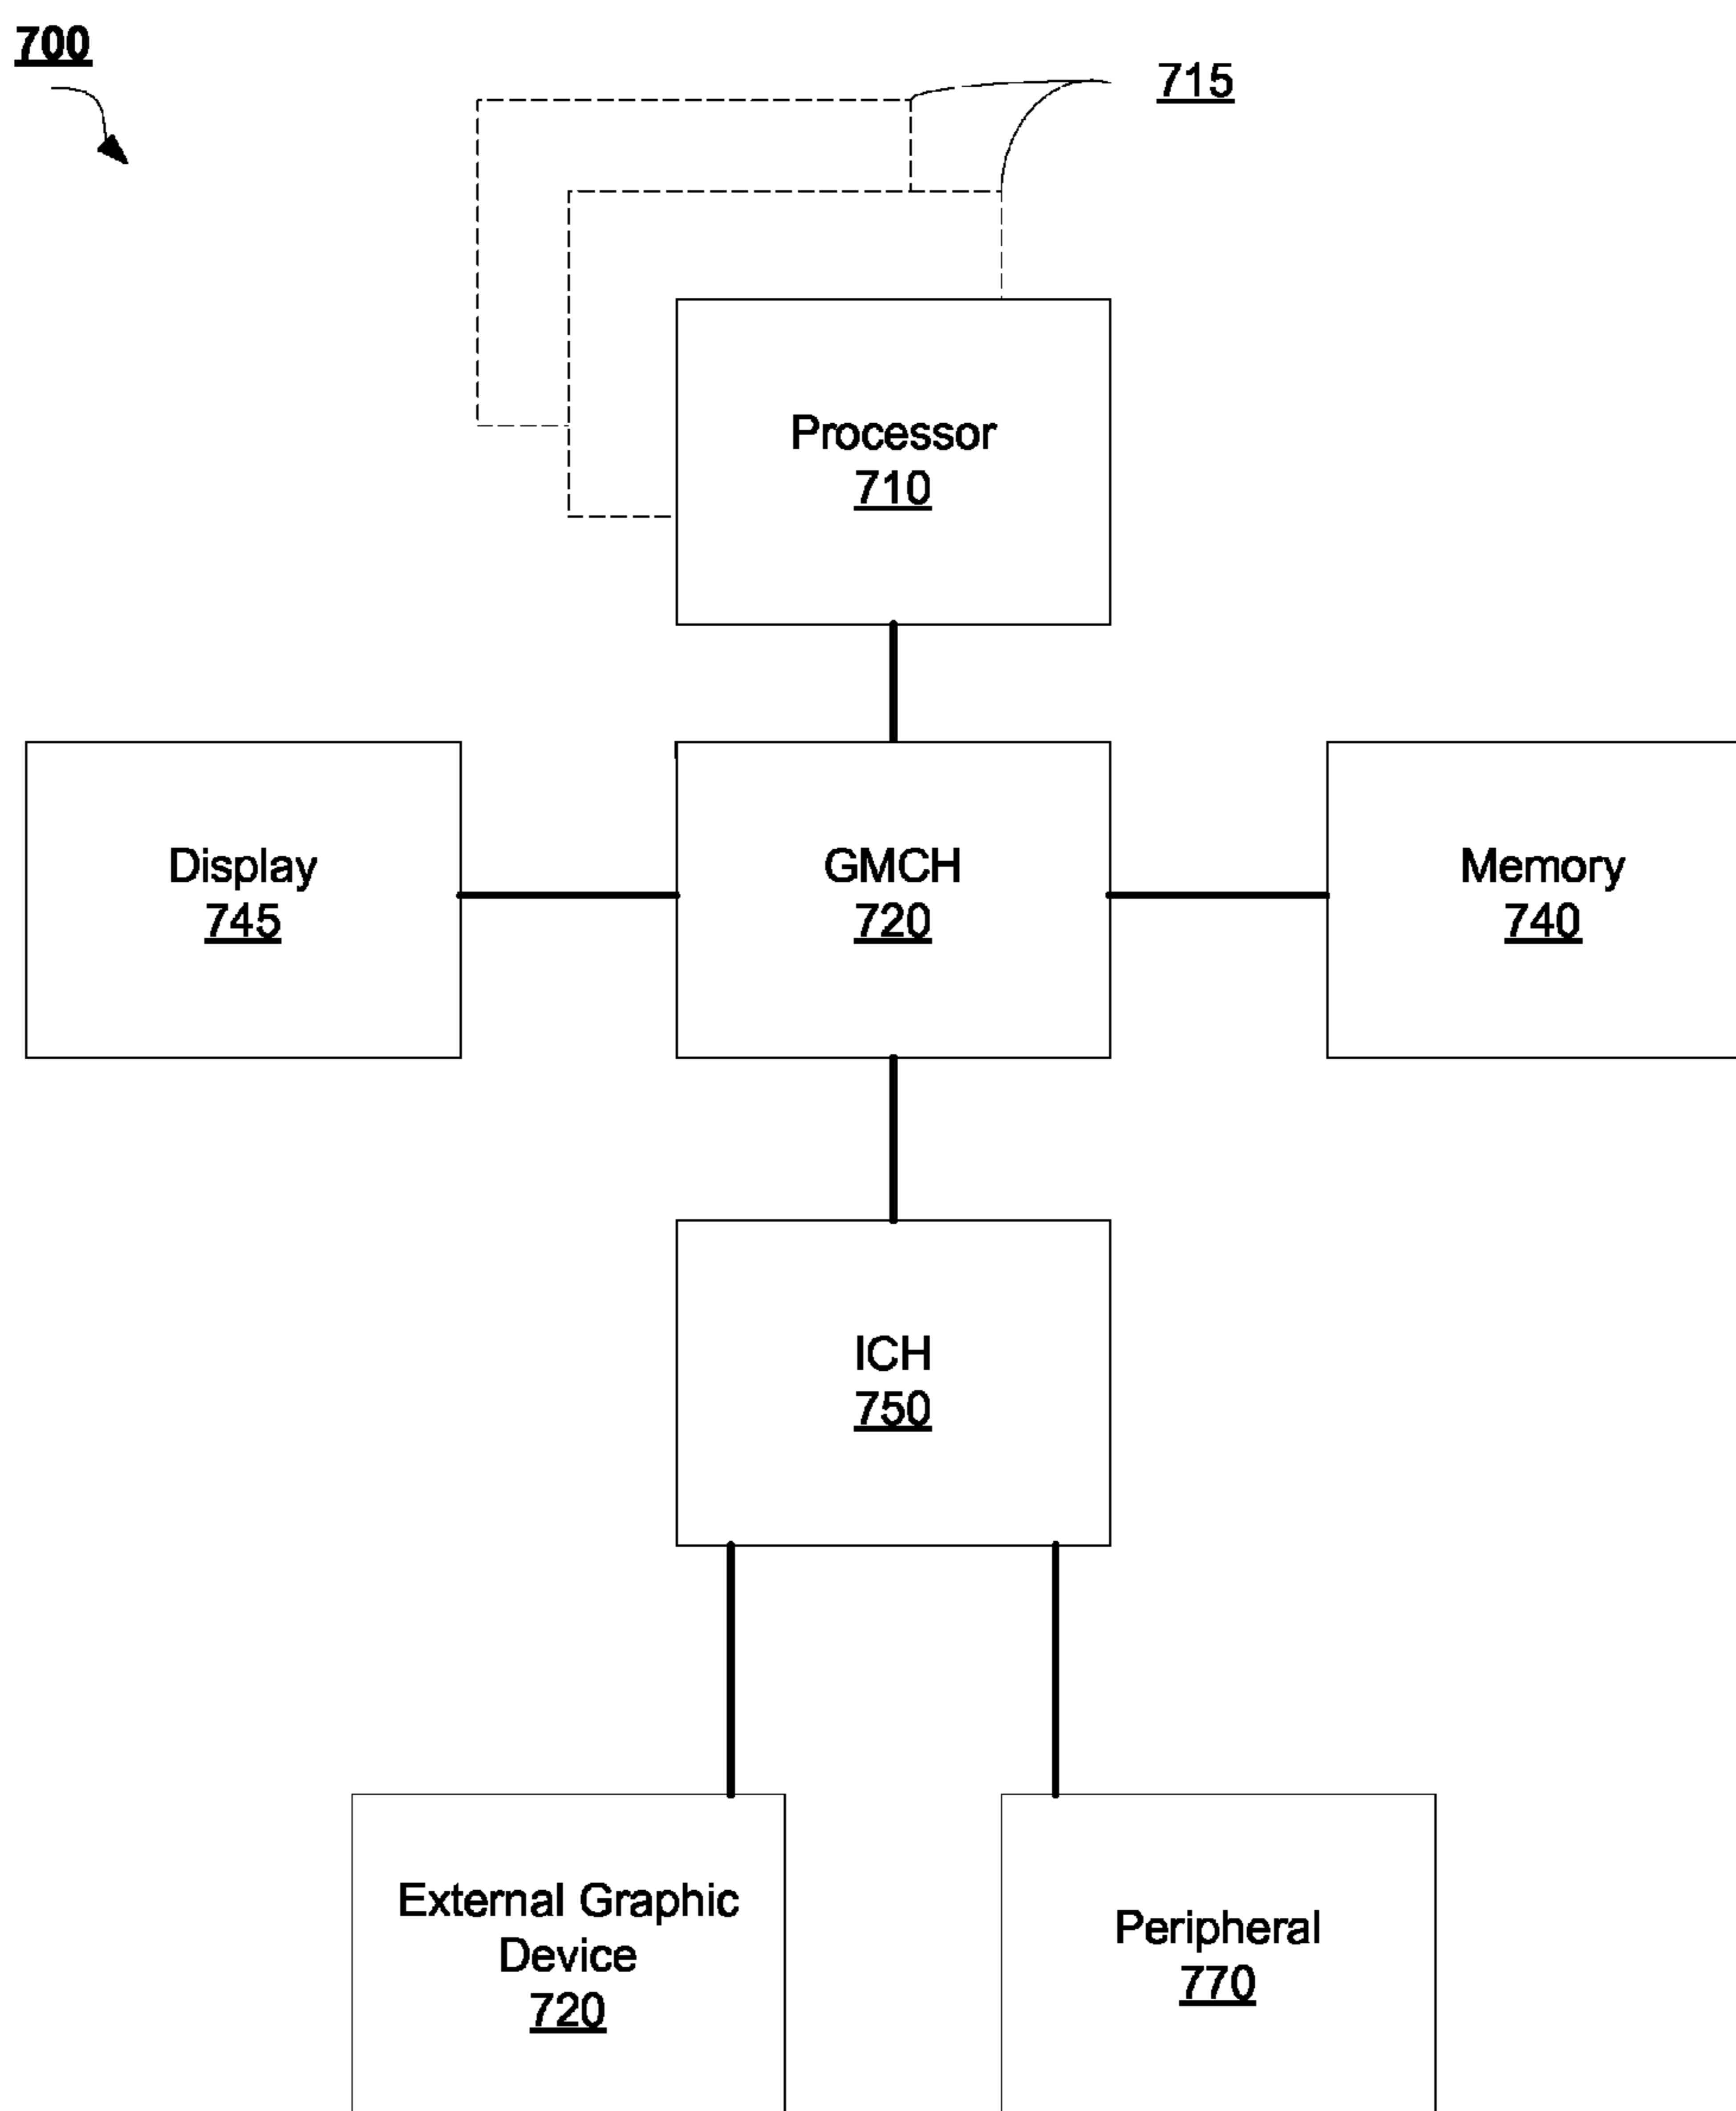 700
715
Processor
710
Display
745
GMCH
720
Memory
740
ICH
750
External Graphic
Device
720
Peripheral
770